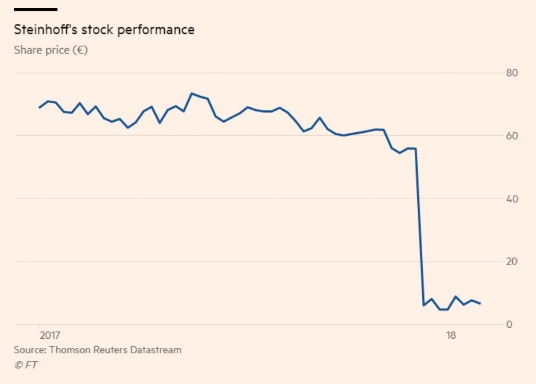 Steinhoff's stock performance
Share price (€)
80
60
40
20
0
2017 18
Source: Thomson Reuters Datastream
© FT